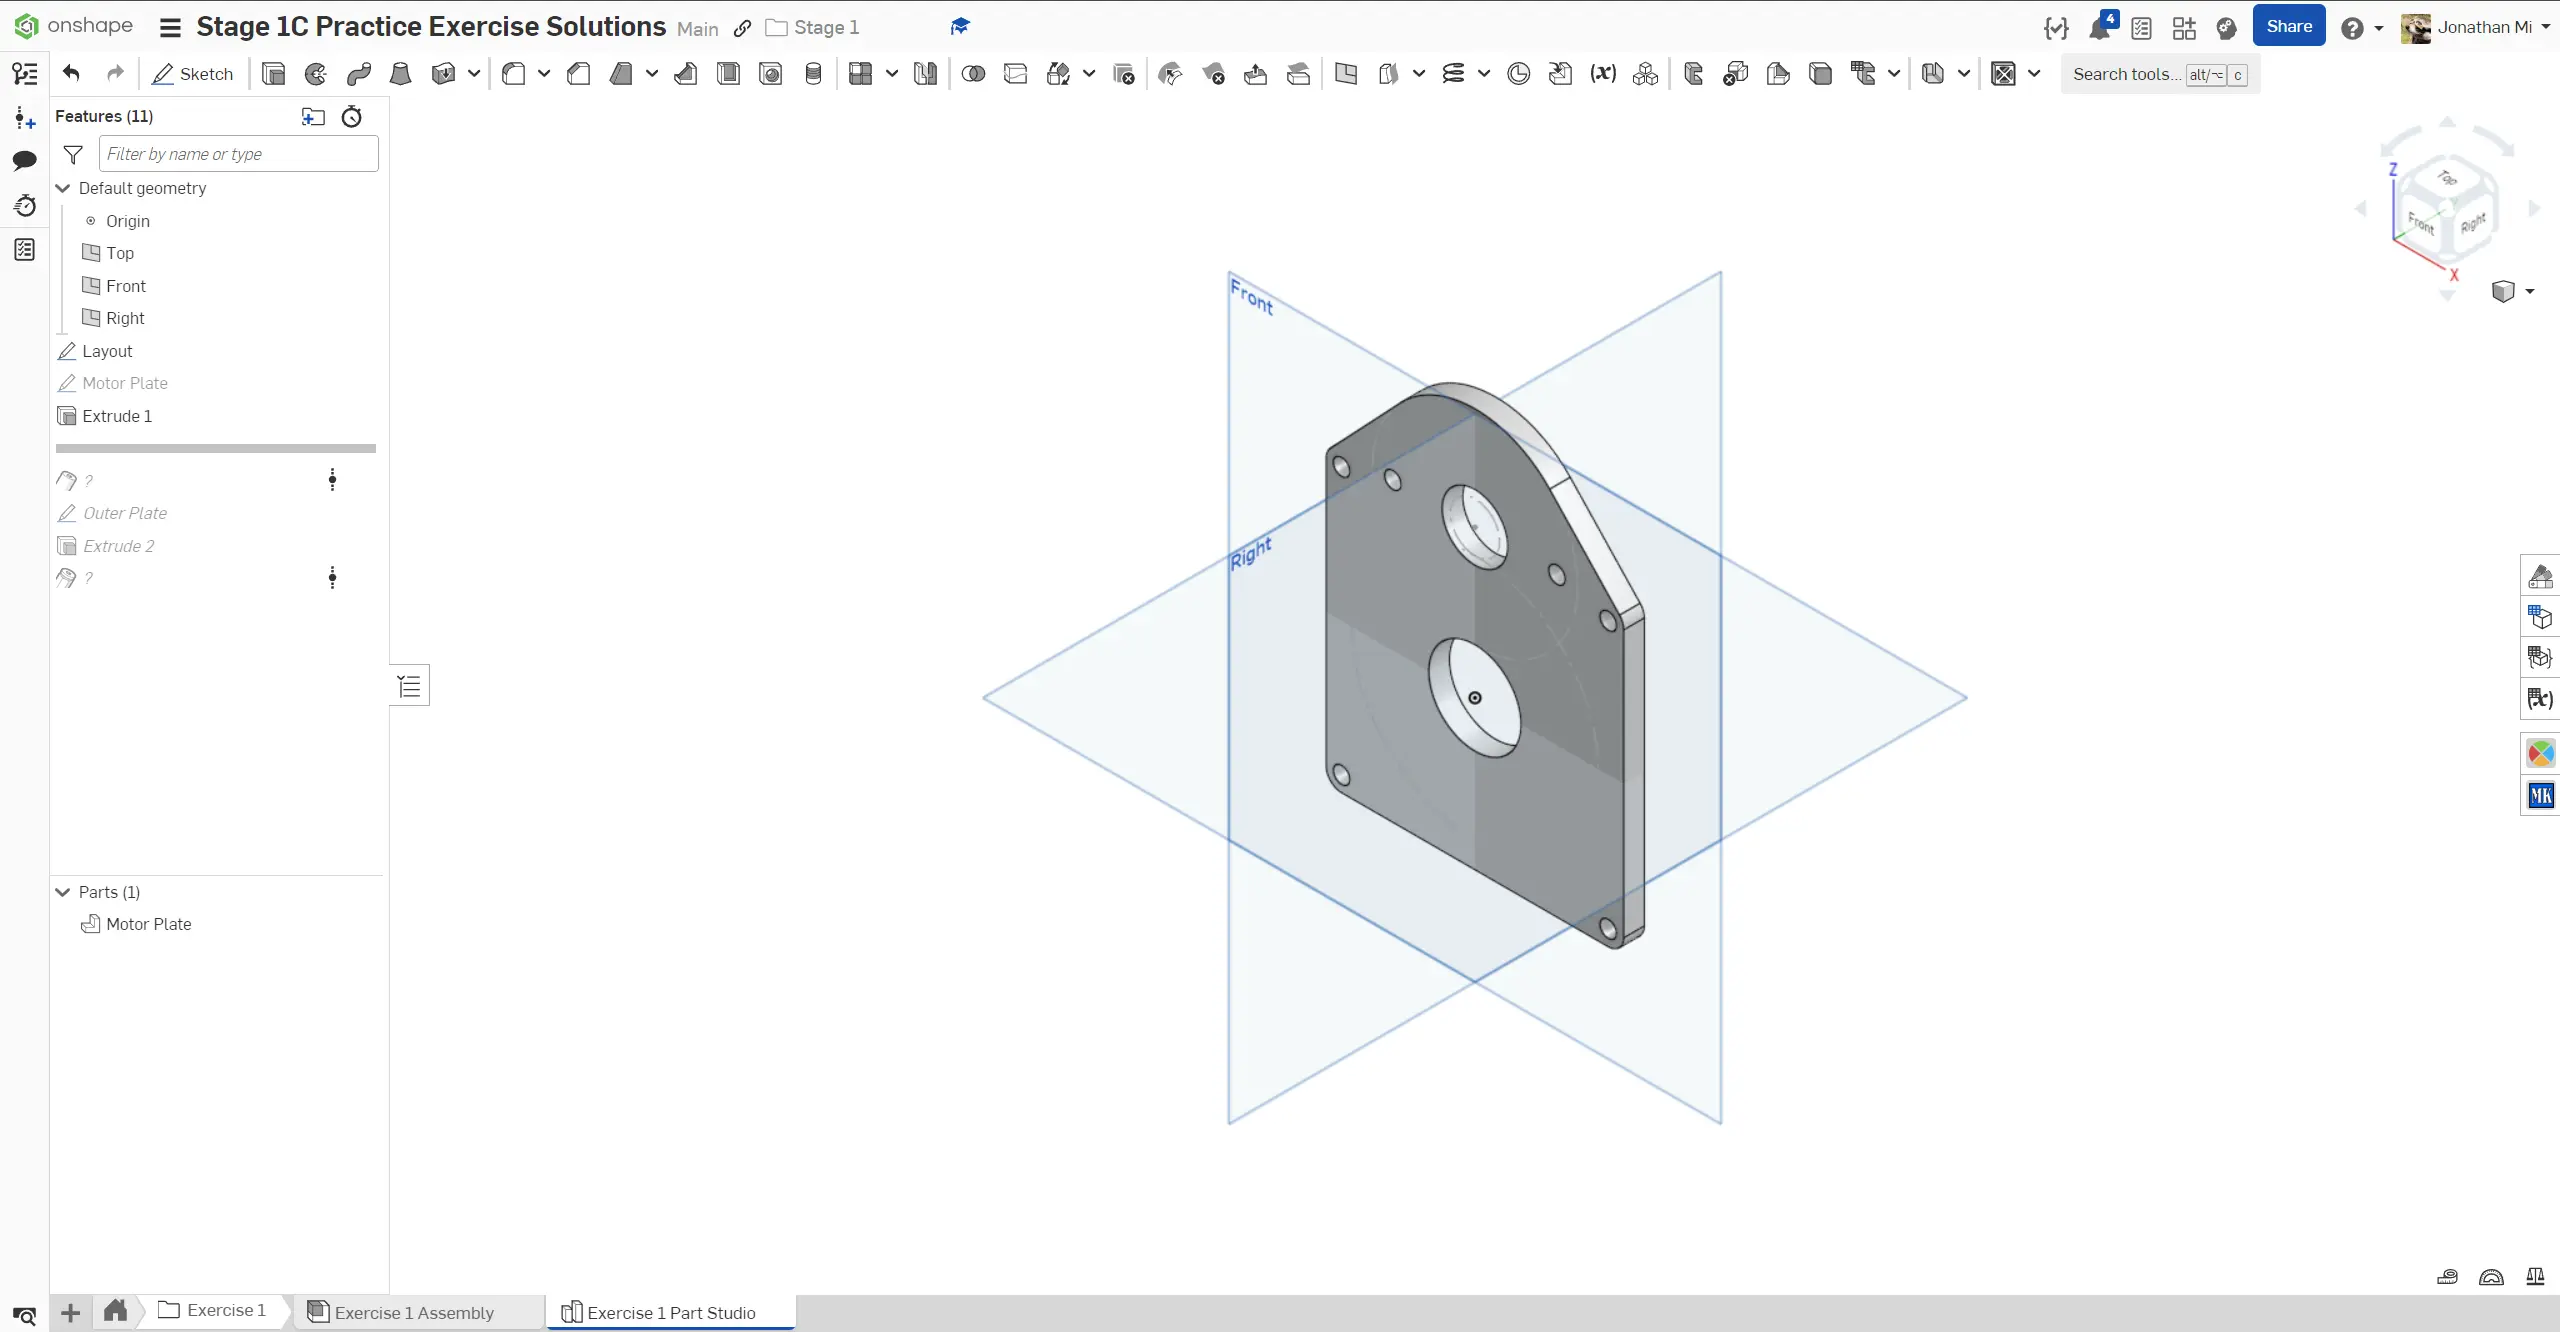 onshape
Stage 1C Practice Exercise Solutions Main Stage 1
4
Share
Jonathan Mi
Sketch
(x)
Search tools... alt/⌥ c
Features (11)
Filter by name or type
Default geometry
Origin
Top
Front
Right
Layout
Motor Plate
Extrude 1
?
Outer Plate
Extrude 2
?
Parts (1)
Motor Plate
Front
Right
Z
Top
Front
Right
X
(x)
MK
Exercise 1
Exercise 1 Assembly
Exercise 1 Part Studio